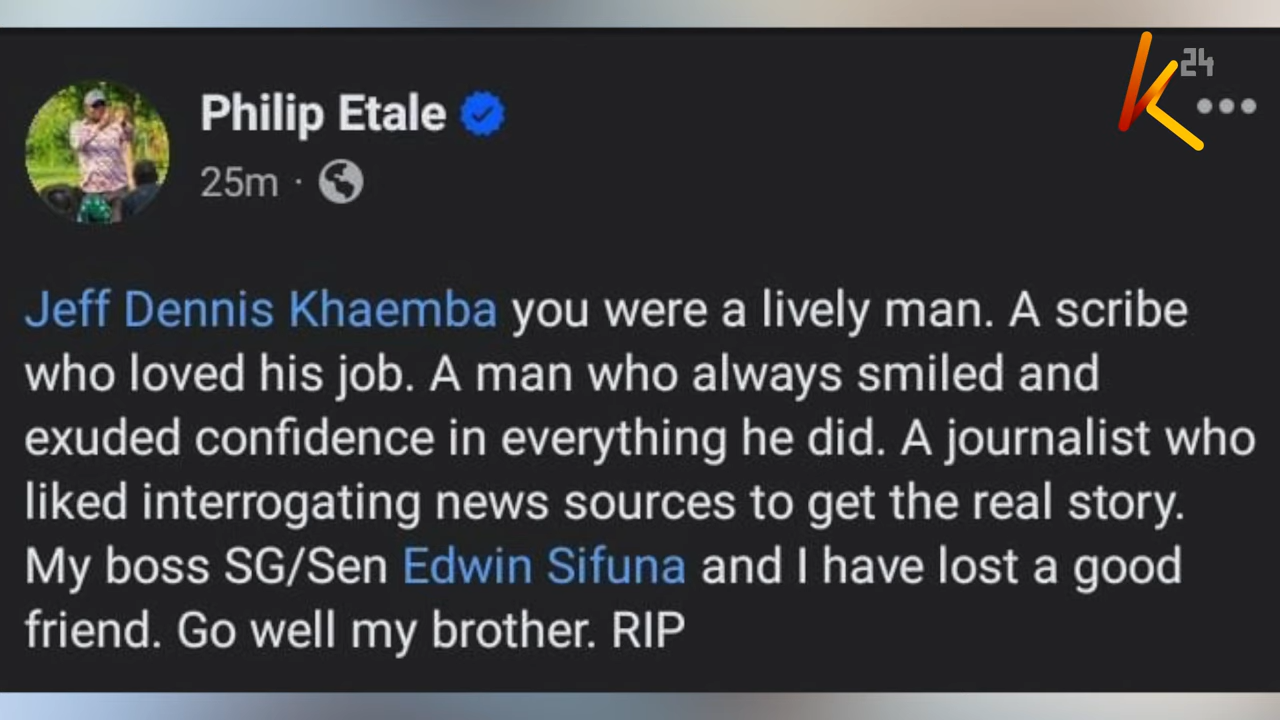 K24
Philip Etale
25m ·
Jeff Dennis Khaemba you were a lively man. A scribe
who loved his job. A man who always smiled and
exuded confidence in everything he did. A journalist who
liked interrogating news sources to get the real story.
My boss SG/Sen Edwin Sifuna and I have lost a good
friend. Go well my brother. RIP